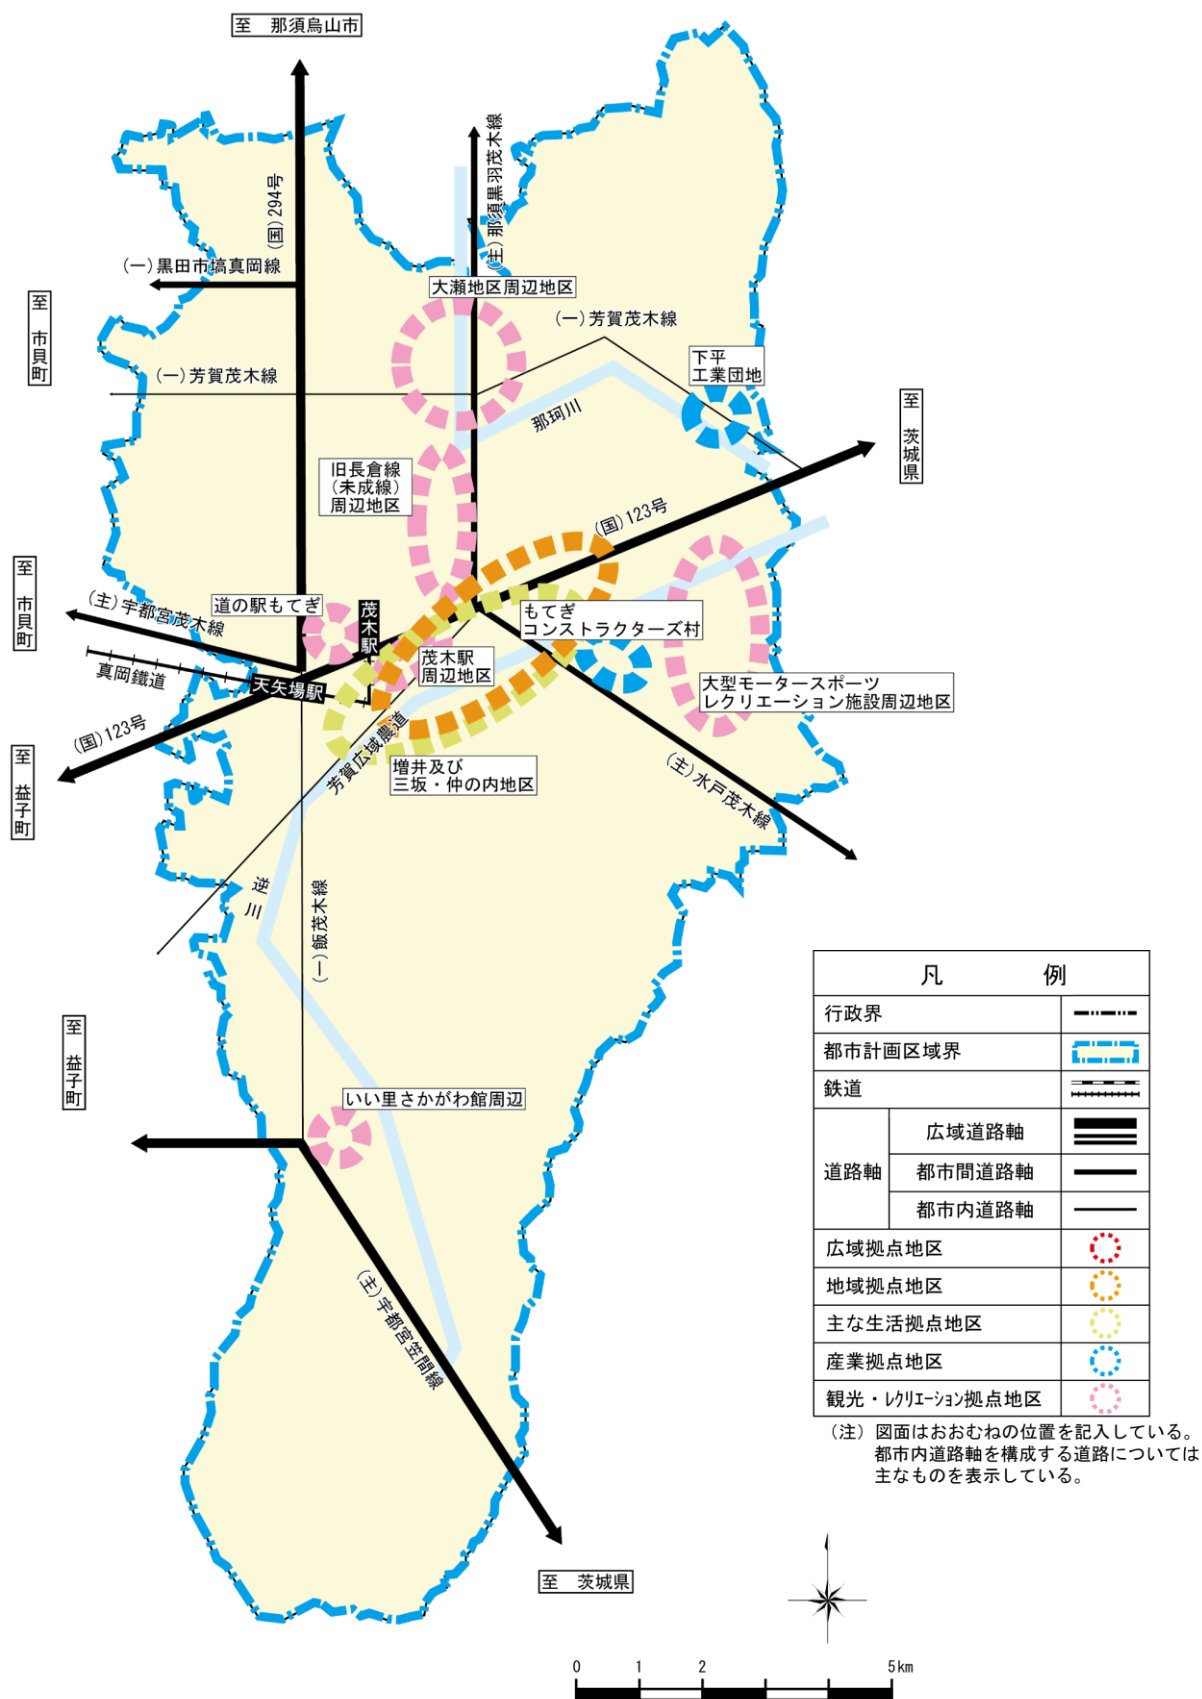 至 那須烏山市
(国)294号
(主)那須黒羽茂木線
(一)黒田市塙真岡線
大瀬地区周辺地区
至 市貝町
(一)芳賀茂木線
(一)芳賀茂木線
下平
工業団地
那珂川
至 茨城県
旧長倉線
(未成線)
周辺地区
(国)123号
至 市貝町
(主)宇都宮茂木線
道の駅もてぎ
茂木駅
もてぎ
コンストラクターズ村
茂木駅
周辺地区
真岡鐵道
天矢場駅
大型モータースポーツ
レクリエーション施設周辺地区
(国)123号
芳賀広域農道
増井及び
三坂・仲の内地区
至 益子町
(主)水戸茂木線
逆川
(一)飯茂木線
至 益子町
いい里さかがわ館周辺
(主)宇都宮笠間線
至 茨城県
凡 例
行政界
都市計画区域界
鉄道
道路軸
広域道路軸
都市間道路軸
都市内道路軸
広域拠点地区
地域拠点地区
主な生活拠点地区
産業拠点地区
観光・レクリエーション拠点地区
(注) 図面はおおむねの位置を記入している。
都市内道路軸を構成する道路については
主なものを表示している。
0 1 2 5km